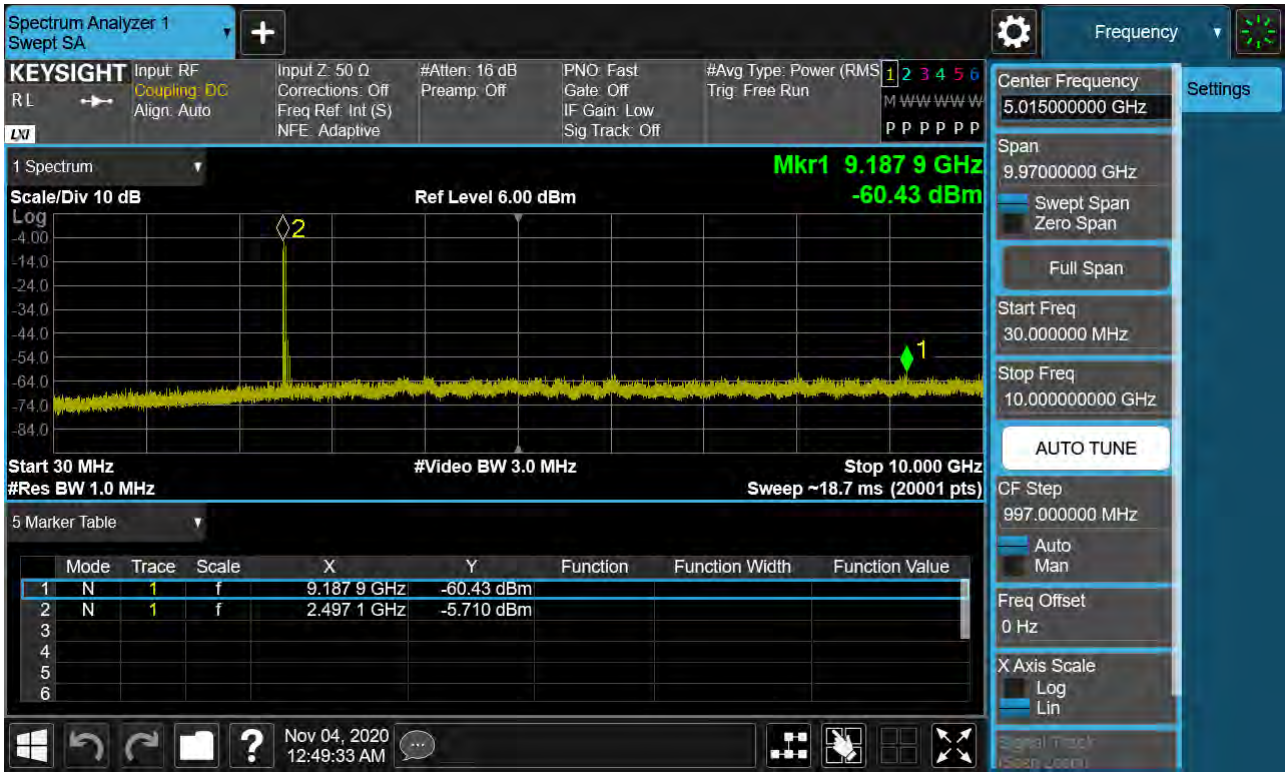 Spectrum Analyzer 1
Swept SA
+
Frequency
KEYSIGHT
RL
LXI
Input: RF
Coupling: DC
Align: Auto
Input Z: 50 Ω
Corrections: Off
Freq Ref: Int (S)
NFE: Adaptive
#Atten: 16 dB
Preamp: Off
PNO: Fast
Gate: Off
IF Gain: Low
Sig Track: Off
#Avg Type: Power (RMS
Trig: Free Run
1 2 3 4 5 6
M W W W W W
P P P P P P
1 Spectrum
Mkr1 9.187 9 GHz
Scale/Div 10 dB
Ref Level 6.00 dBm
-60.43 dBm
Log
-4.00
-14.0
-24.0
-34.0
-44.0
-54.0
-64.0
-74.0
-84.0
2
1
Start 30 MHz
#Video BW 3.0 MHz
Stop 10.000 GHz
#Res BW 1.0 MHz
Sweep ~18.7 ms (20001 pts)
5 Marker Table
Mode Trace Scale X Y Function Function Width Function Value
1 N 1 f 9.187 9 GHz -60.43 dBm
2 N 1 f 2.497 1 GHz -5.710 dBm
3
4
5
6
Center Frequency
5.015000000 GHz
Settings
Span
9.97000000 GHz
Swept Span
Zero Span
Full Span
Start Freq
30.000000 MHz
Stop Freq
10.000000000 GHz
AUTO TUNE
CF Step
997.000000 MHz
Auto
Man
Freq Offset
0 Hz
X Axis Scale
Log
Lin
Signal Track
(Span Zoom)
?
Nov 04, 2020
12:49:33 AM